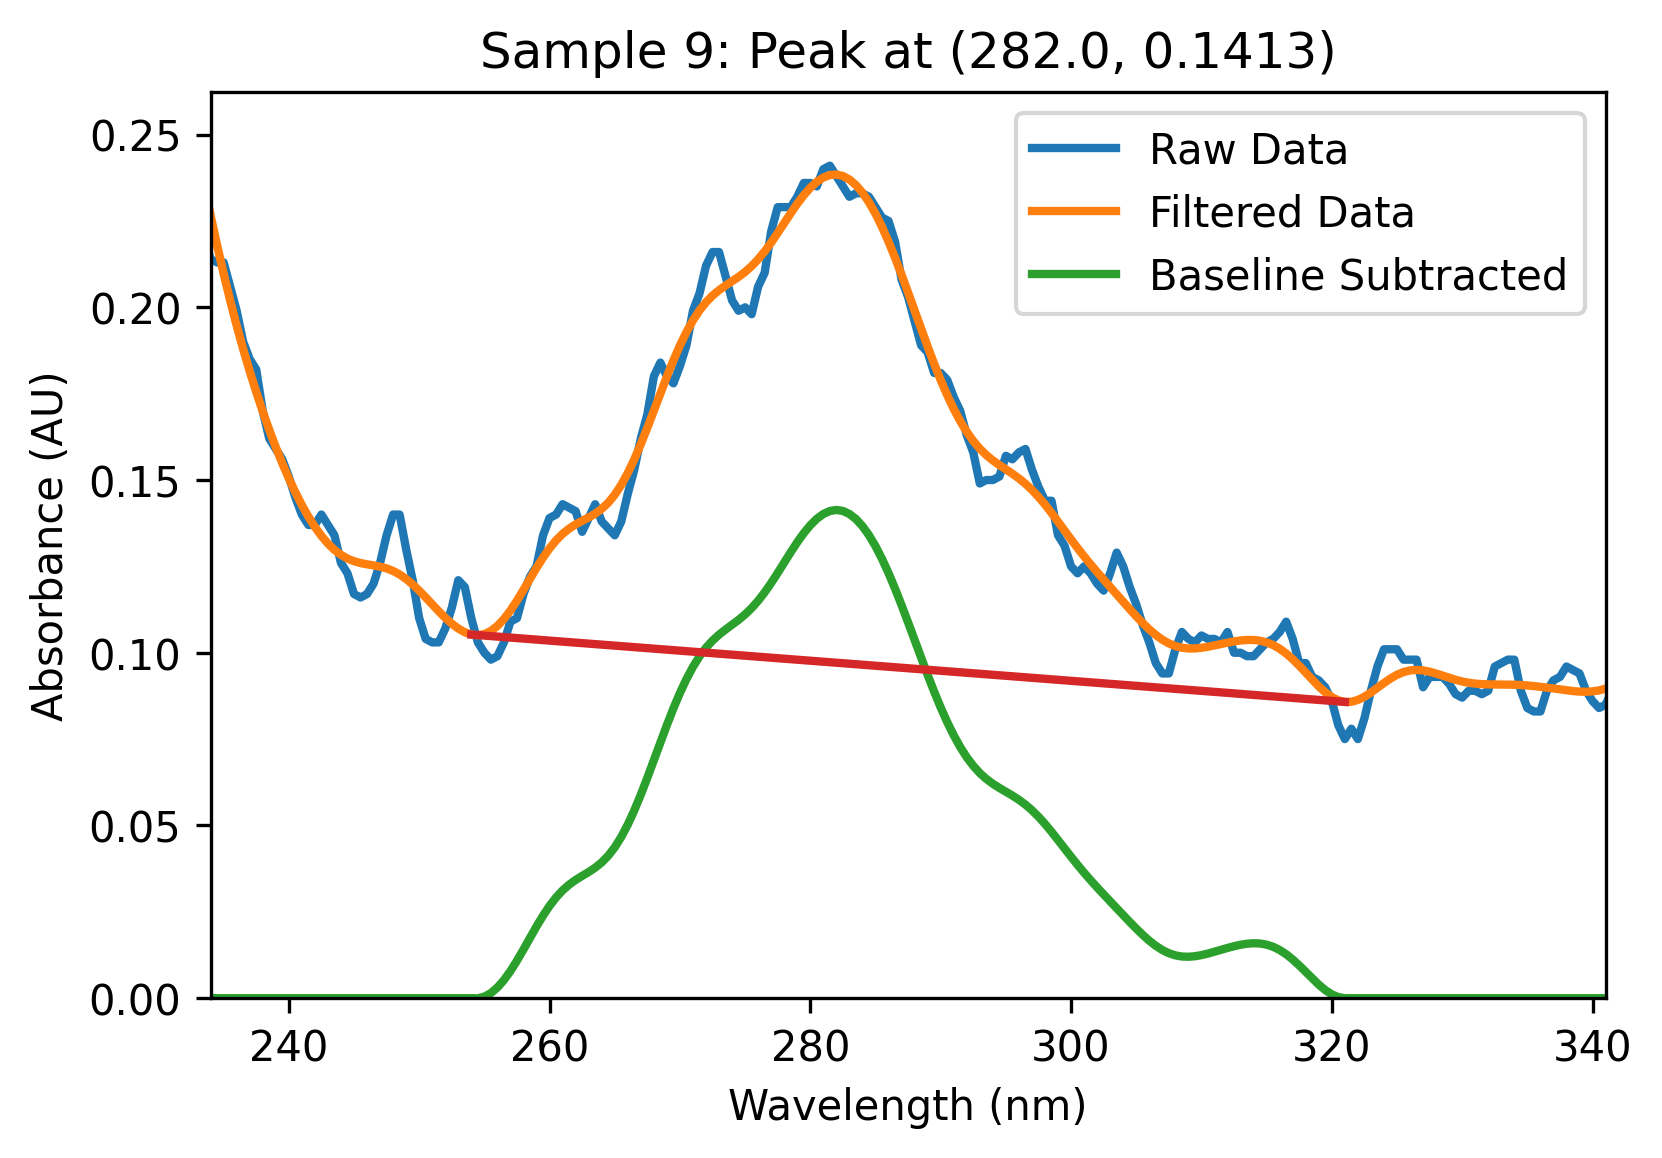 Sample 9: Peak at (282.0, 0.1413)
Raw Data
Filtered Data
Baseline Subtracted
Absorbance (AU)
0.25
0.20
0.15
0.10
0.05
0.00
240 260 280 300 320 340
Wavelength (nm)